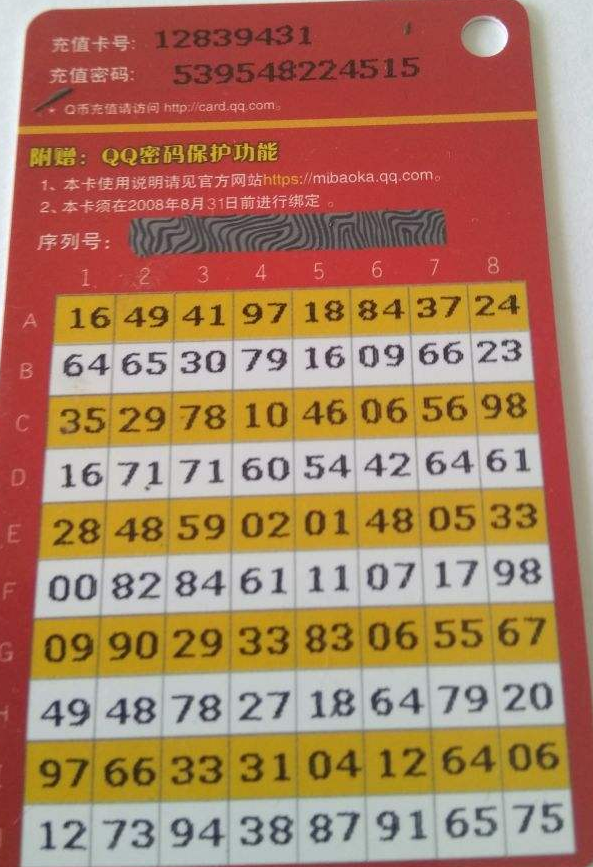 充值卡号: 12839431
充值密码: 539548224515
★ Q币充值请访问 http://card.qq.com。
附赠：QQ密码保护功能
1、本卡使用说明请见官方网站https://mibaoka.qq.com。
2、本卡须在2008年8月31日前进行绑定 。
序列号：
1 2 3 4 5 6 7 8
A 16 49 41 97 18 84 37 24
B 64 65 30 79 16 09 66 23
C 35 29 78 10 46 06 56 98
D 16 71 71 60 54 42 64 61
E 28 48 59 02 01 48 05 33
F 00 82 84 61 11 07 17 98
G 09 90 29 33 83 06 55 67
H 49 48 78 27 18 64 79 20
97 66 33 31 04 12 64 06
12 73 94 38 87 91 65 75